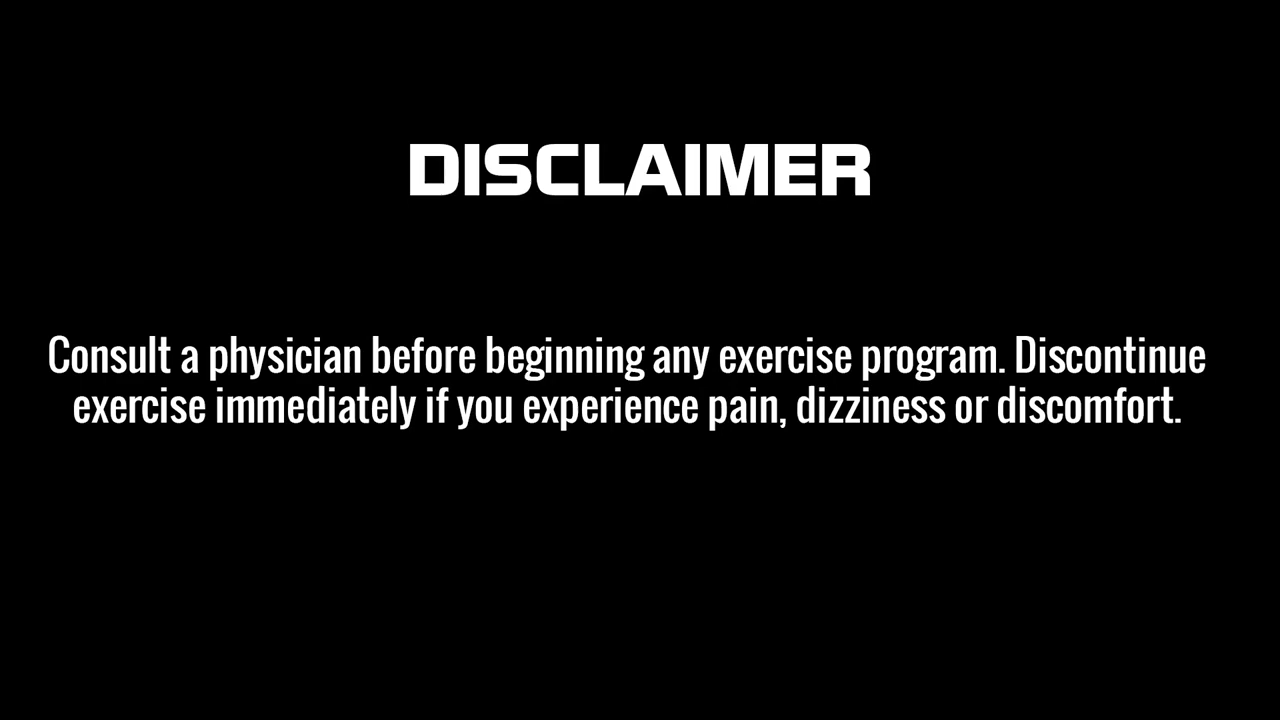 DISCLAIMER
Consult a physician before beginning any exercise program. Discontinue
exercise immediately if you experience pain, dizziness or discomfort.